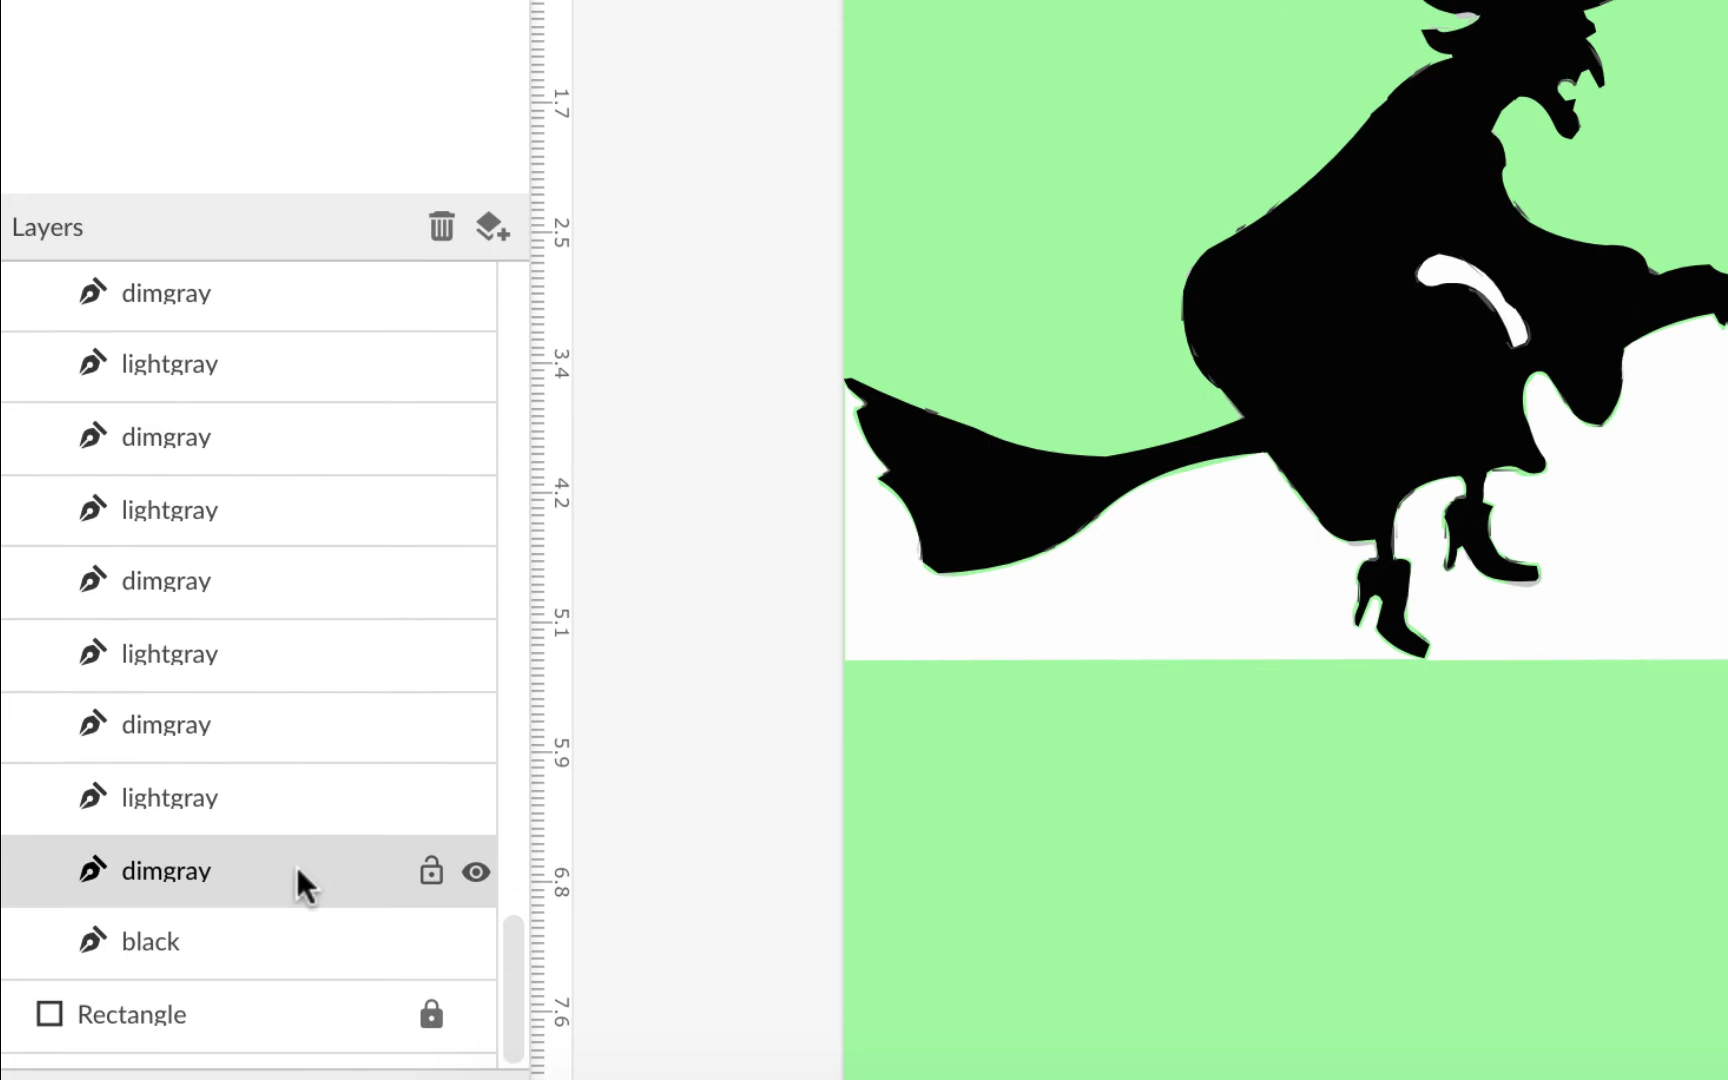 Layers
dimgray
lightgray
dimgray
lightgray
dimgray
lightgray
dimgray
lightgray
dimgray
black
Rectangle
1.7
2.5
3.4
4.2
5.1
5.9
6.8
7.6